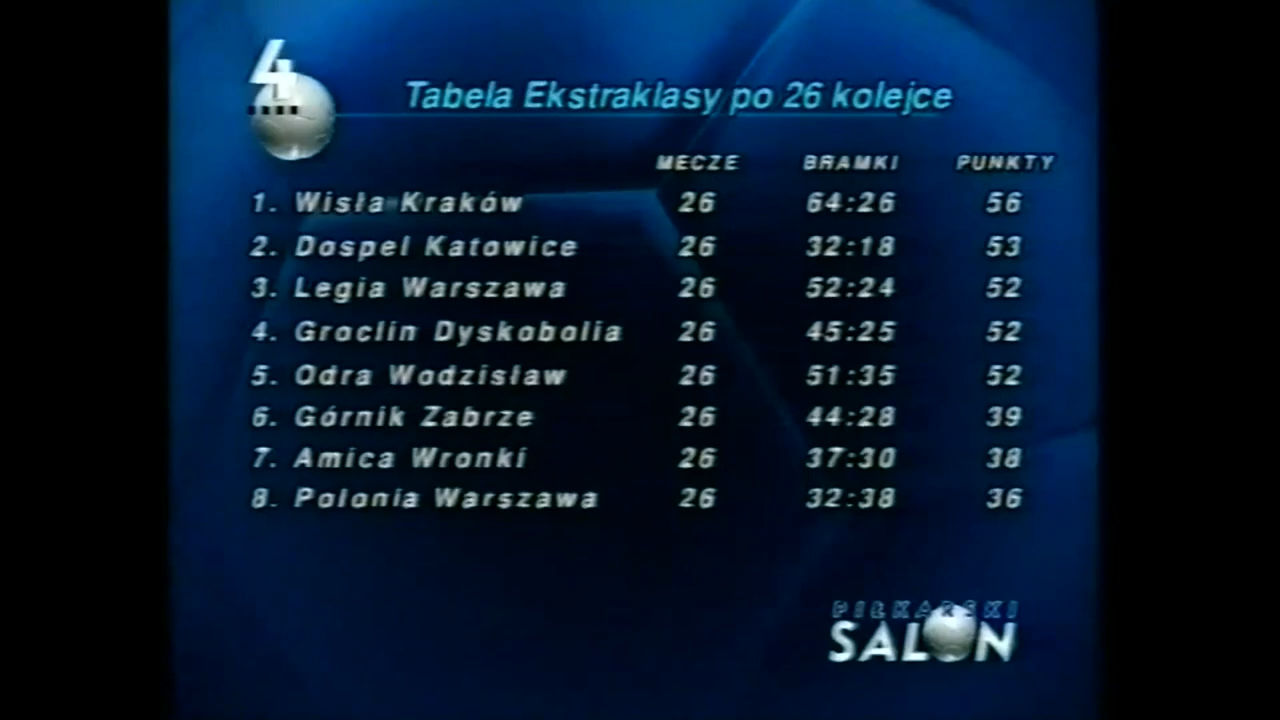 4
Tabela Ekstraklasy po 26 kolejce
MECZE BRAMKI PUNKTY
1. Wisła Kraków 26 64:26 56
2. Dospel Katowice 26 32:18 53
3. Legia Warszawa 26 52:24 52
4. Groclin Dyskobolia 26 45:25 52
5. Odra Wodzisław 26 51:35 52
6. Górnik Zabrze 26 44:28 39
7. Amica Wronki 26 37:30 38
8. Polonia Warszawa 26 32:38 36
PIŁKARSKI
SALON